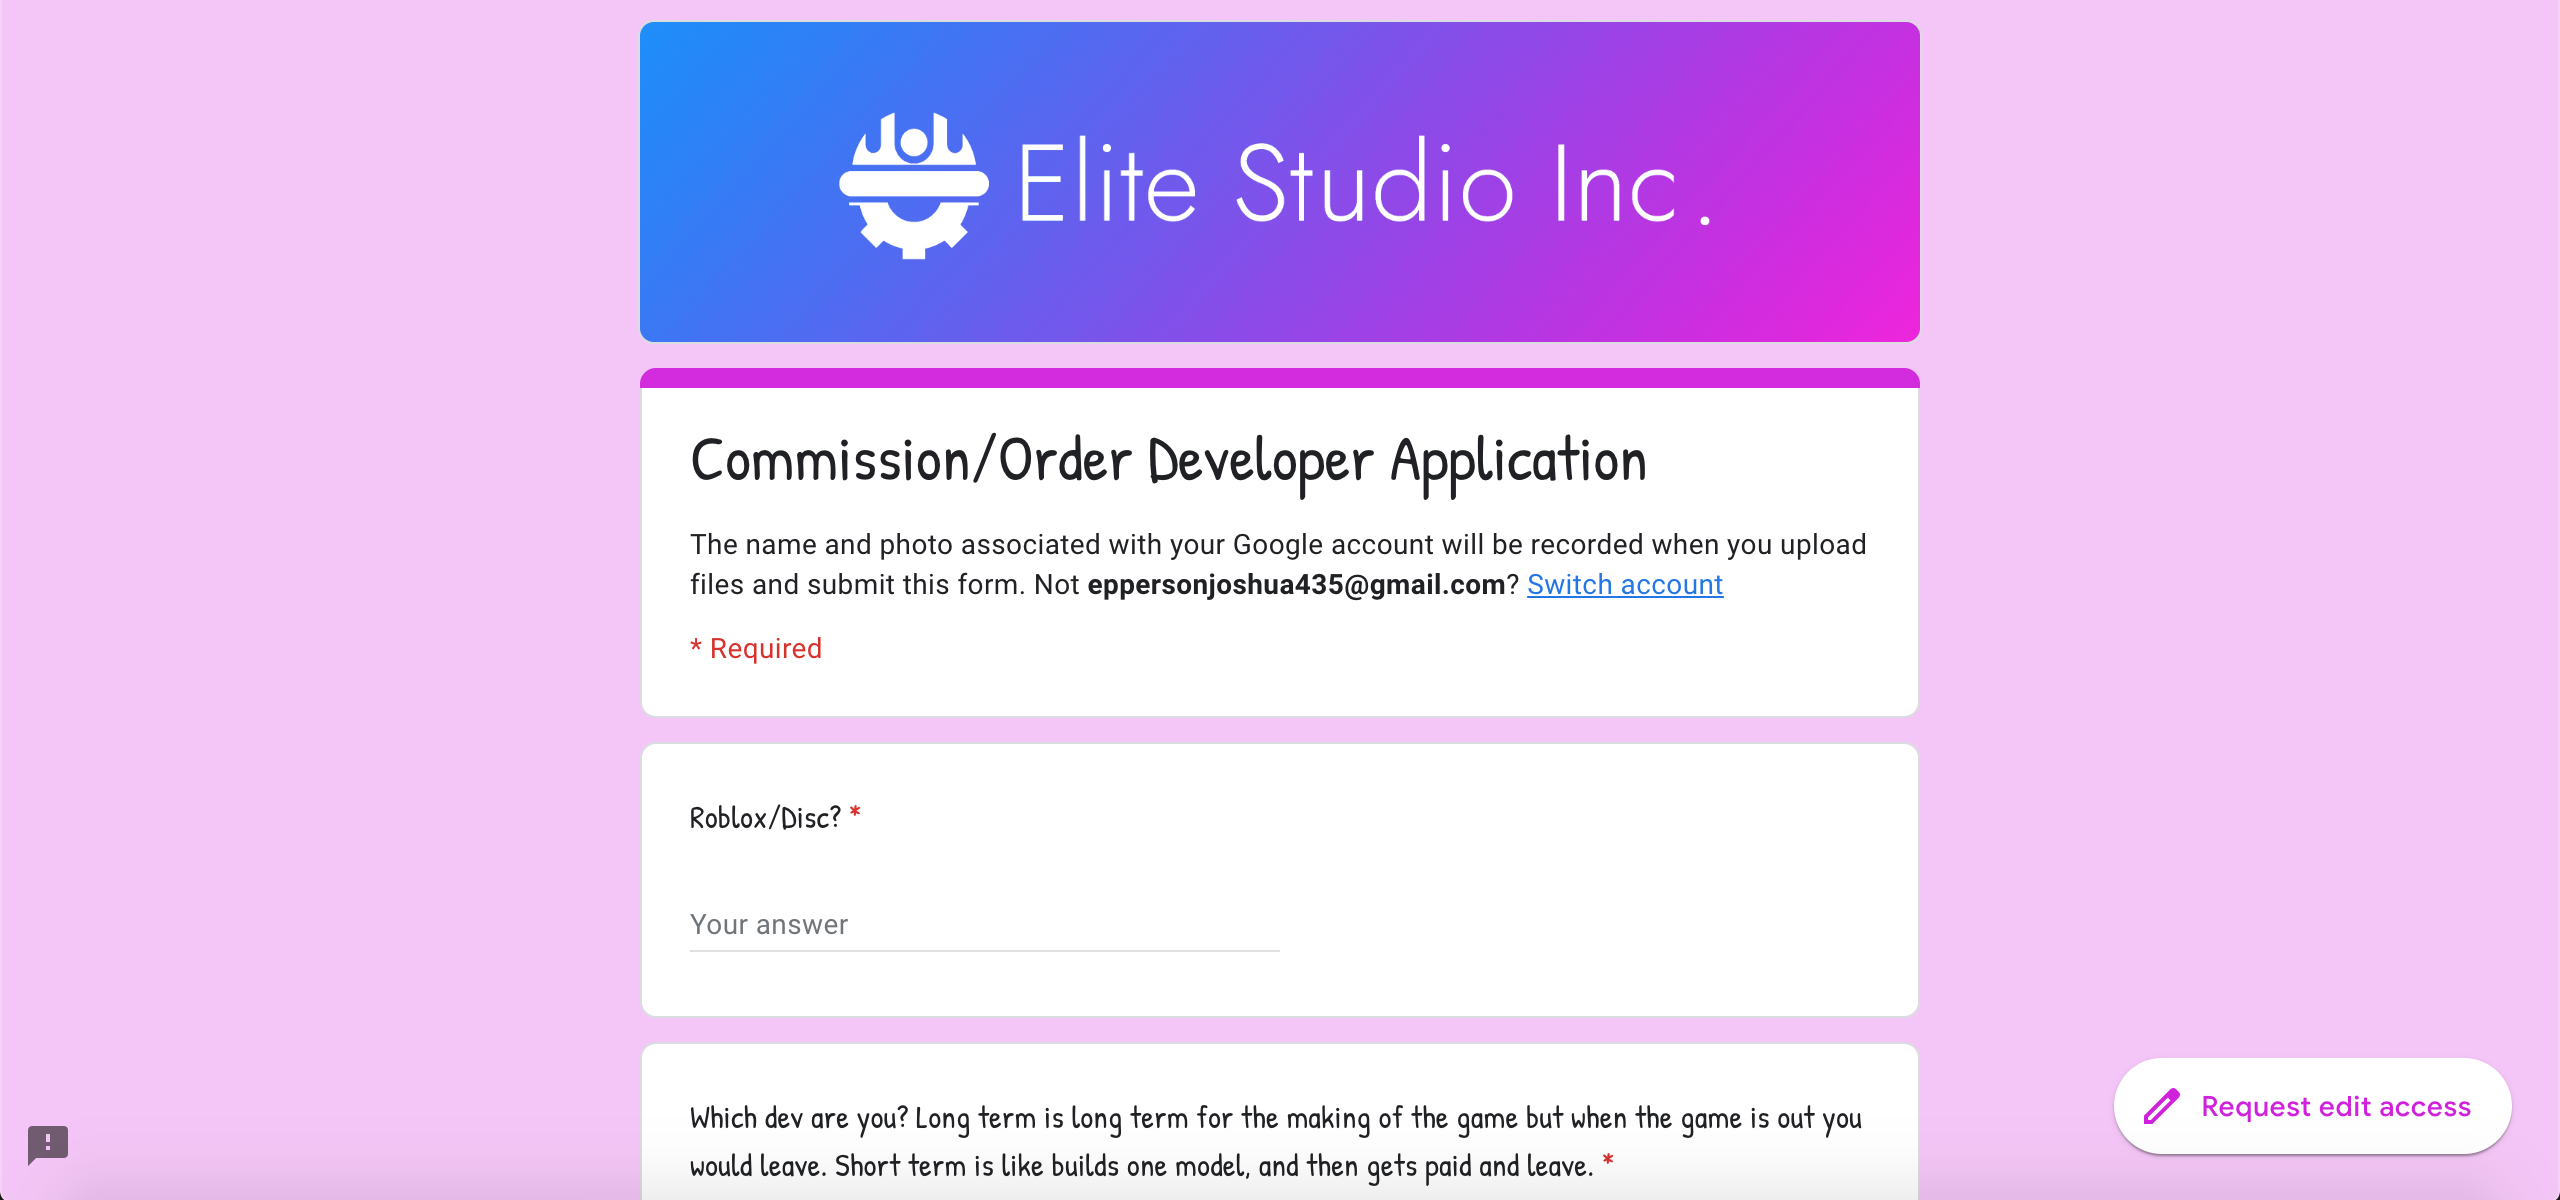 Elite Studio Inc.
Commission/Order Developer Application
The name and photo associated with your Google account will be recorded when you upload
files and submit this form. Not eppersonjoshua435@gmail.com? Switch account
* Required
Roblox/Disc? *
Your answer
Which dev are you? Long term is long term for the making of the game but when the game is out you
would leave. Short term is like builds one model, and then gets paid and leave. *
Request edit access